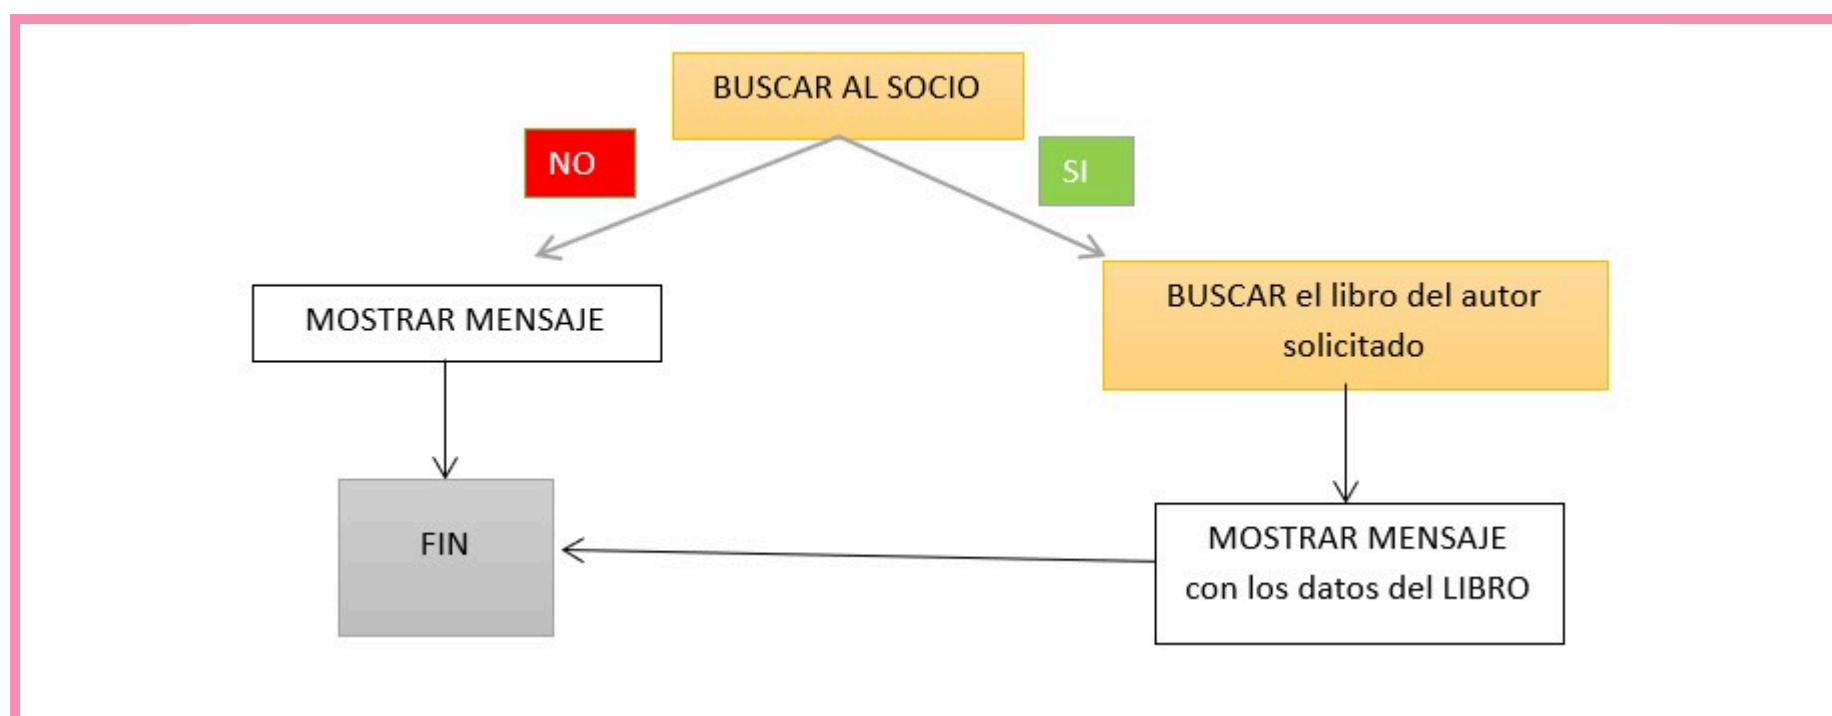 BUSCAR AL SOCIO
NO
SI
MOSTRAR MENSAJE
BUSCAR el libro del autor
solicitado
FIN
MOSTRAR MENSAJE
con los datos del LIBRO